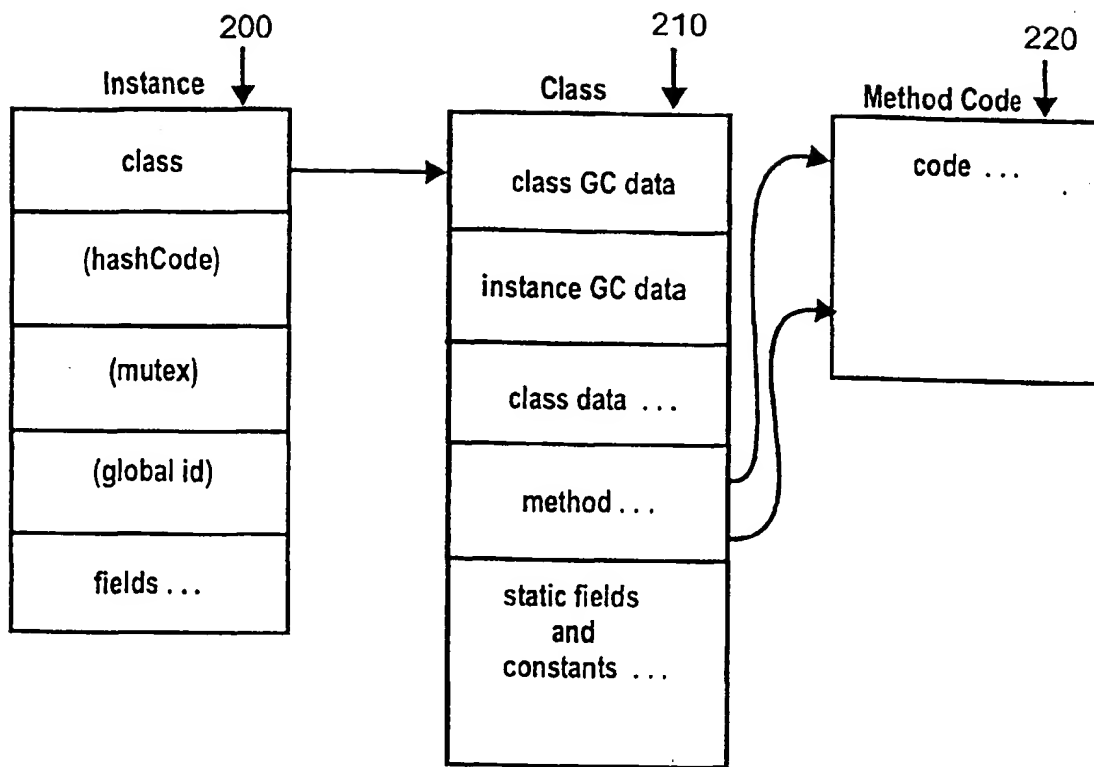 200
Instance
class
(hashCode)
(mutex)
(global id)
fields . . .
210
Class
class GC data
instance GC data
class data . . .
method . . .
static fields
and
constants . . .
220
Method Code
code . . .